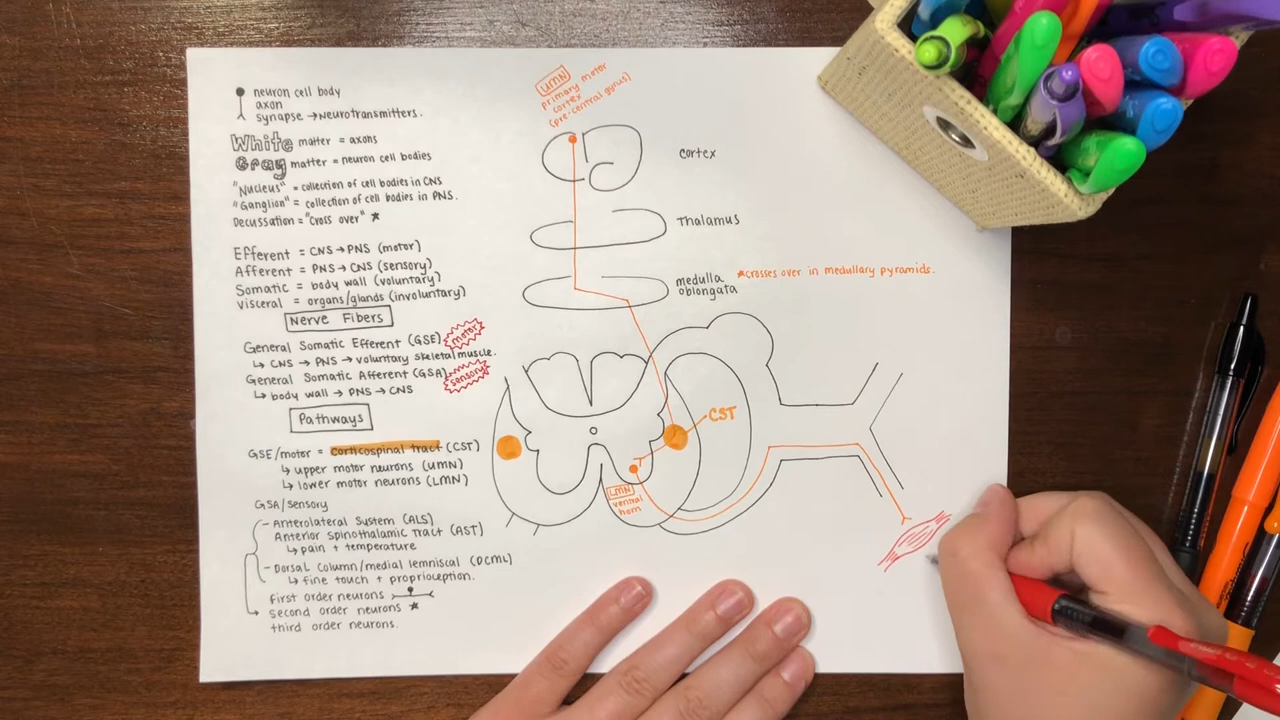 neuron cell body
axon
synapse → Neurotransmitters.
White matter = axons
Gray matter = neuron cell bodies
"Nucleus" = collection of cell bodies in CNS
"Ganglion" = collection of cell bodies in PNS.
Decussation = "Cross over" *
Efferent = CNS → PNS (motor)
Afferent = PNS → CNS (sensory)
Somatic = body wall (voluntary)
Visceral = organs/glands (involuntary)
Nerve Fibers
General Somatic Efferent (GSE) motor
↳ CNS → PNS → voluntary skeletal muscle.
General Somatic Afferent (GSA) sensory
↳ body wall → PNS → CNS
Pathways
GSE/motor = corticospinal tract (CST)
↳ upper motor neurons (UMN)
↳ lower motor neurons (LMN)
GSA/sensory
- Anterolateral System (ALS)
Anterior spinothalamic Tract (AST)
↳ pain + temperature
- Dorsal Column/medial lemniscal (DCML)
↳ fine touch + proprioception.
first order neurons
second order neurons *
third order neurons.
UMN
primary motor
cortex
(pre-central gyrus)
cortex
Thalamus
medulla
oblongata
*crosses over in medullary pyramids.
CST
LMN
ventral
horn